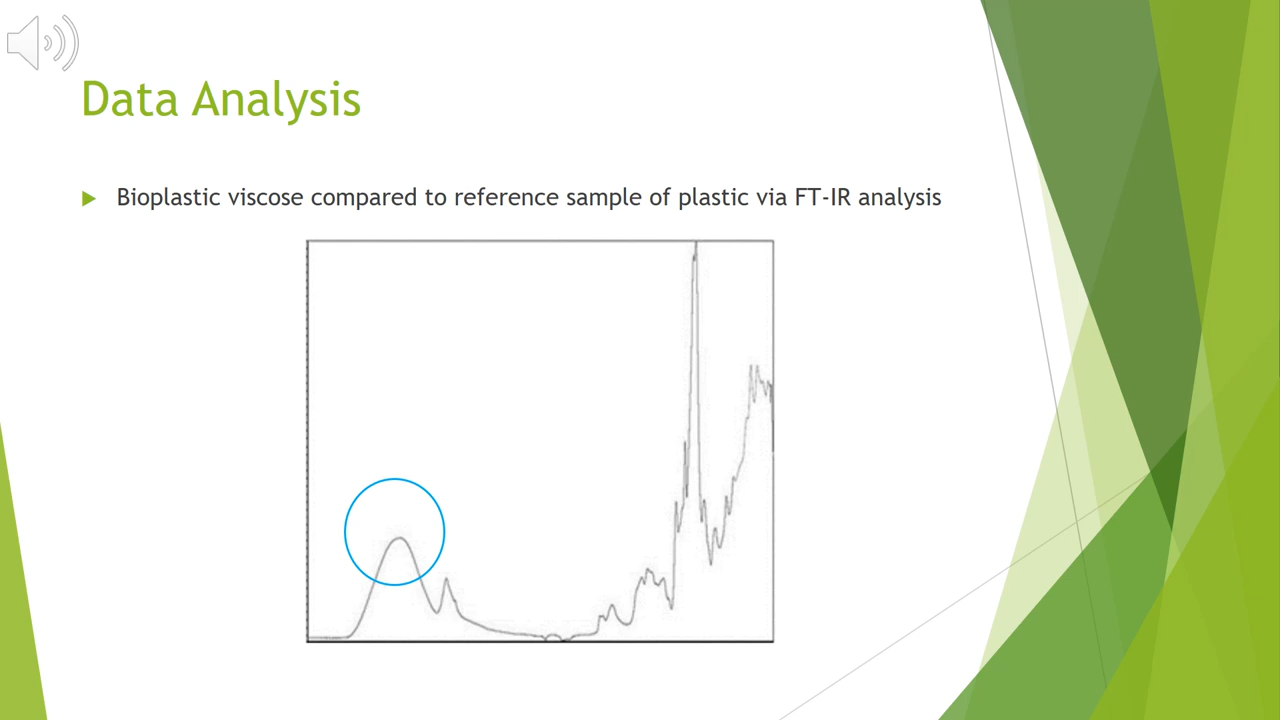 Data Analysis
Bioplastic viscose compared to reference sample of plastic via FT-IR analysis